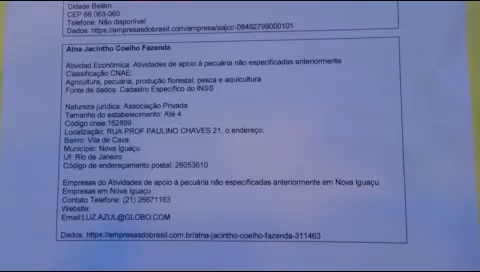 Cidade Belém
CEP 68 063-060
Telefone: Não disponível
Dados: https://empresasdobrasil.com/empresa/aajcc-08482799000101
Atna Jacintho Coelho Fazenda
Atividad Econômica: Atividades de apoio á pecuária não especificadas anteriormente
Classificação CNAE:
Agricultura, pecuária, produção florestal, pesca e aquicultura
Fonte de dados: Cadastro Específico do INSS
Natureza jurídica: Associação Privada
Tamanho do estabelecimento: Até 4
Código cnae:162899
Localização: RUA PROF PAULINO CHAVES 21, o endereço:
Bairro: Vila de Cava
Município: Nova Iguaçu
Uf: Rio de Janeiro
Código de endereçamento postal: 26053610
Empresas do Atividades de apoio á pecuária não especificadas anteriormente em Nova Iguaçu
Empresas em Nova Iguaçu
Contato Telefone: (21) 26671163
Website:
Email:LUZ.AZUL@GLOBO.COM
Dados: https://empresasdobrasil.com.br/atna-jacintho-coelho-fazenda-311463